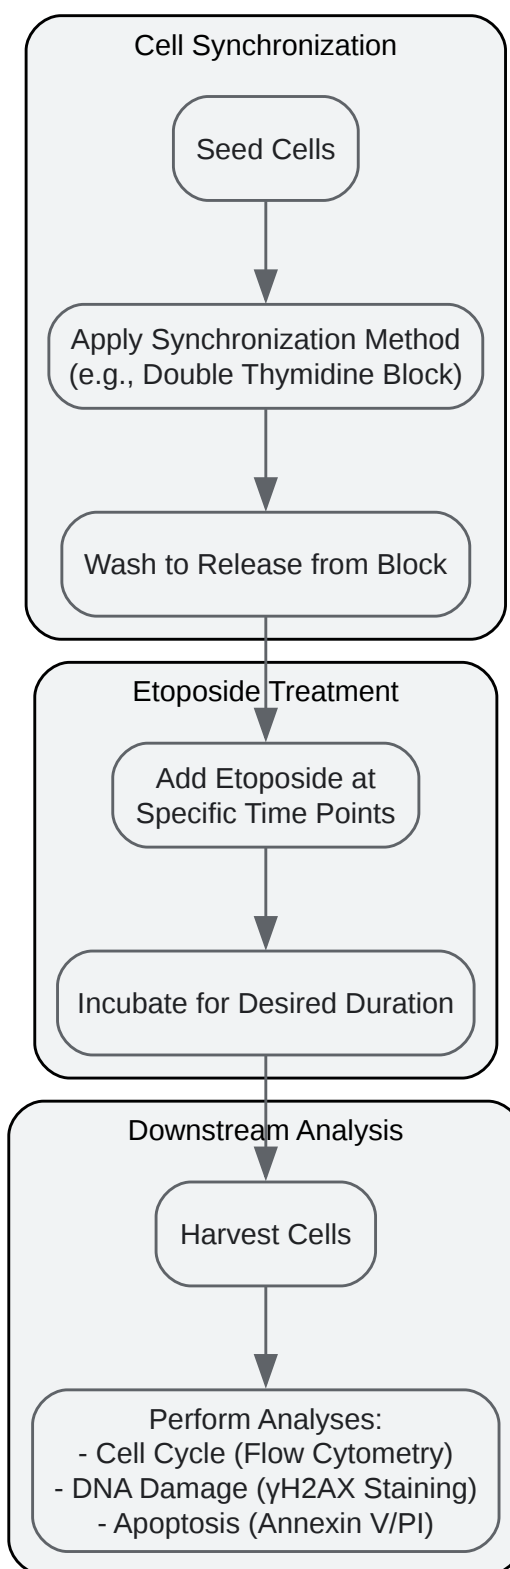 Cell Synchronization
Seed Cells
Apply Synchronization Method
(e.g., Double Thymidine Block)
Wash to Release from Block
Etoposide Treatment
Add Etoposide at
Specific Time Points
Incubate for Desired Duration
Downstream Analysis
Harvest Cells
Perform Analyses:
- Cell Cycle (Flow Cytometry)
- DNA Damage (γH2AX Staining)
- Apoptosis (Annexin V/PI)